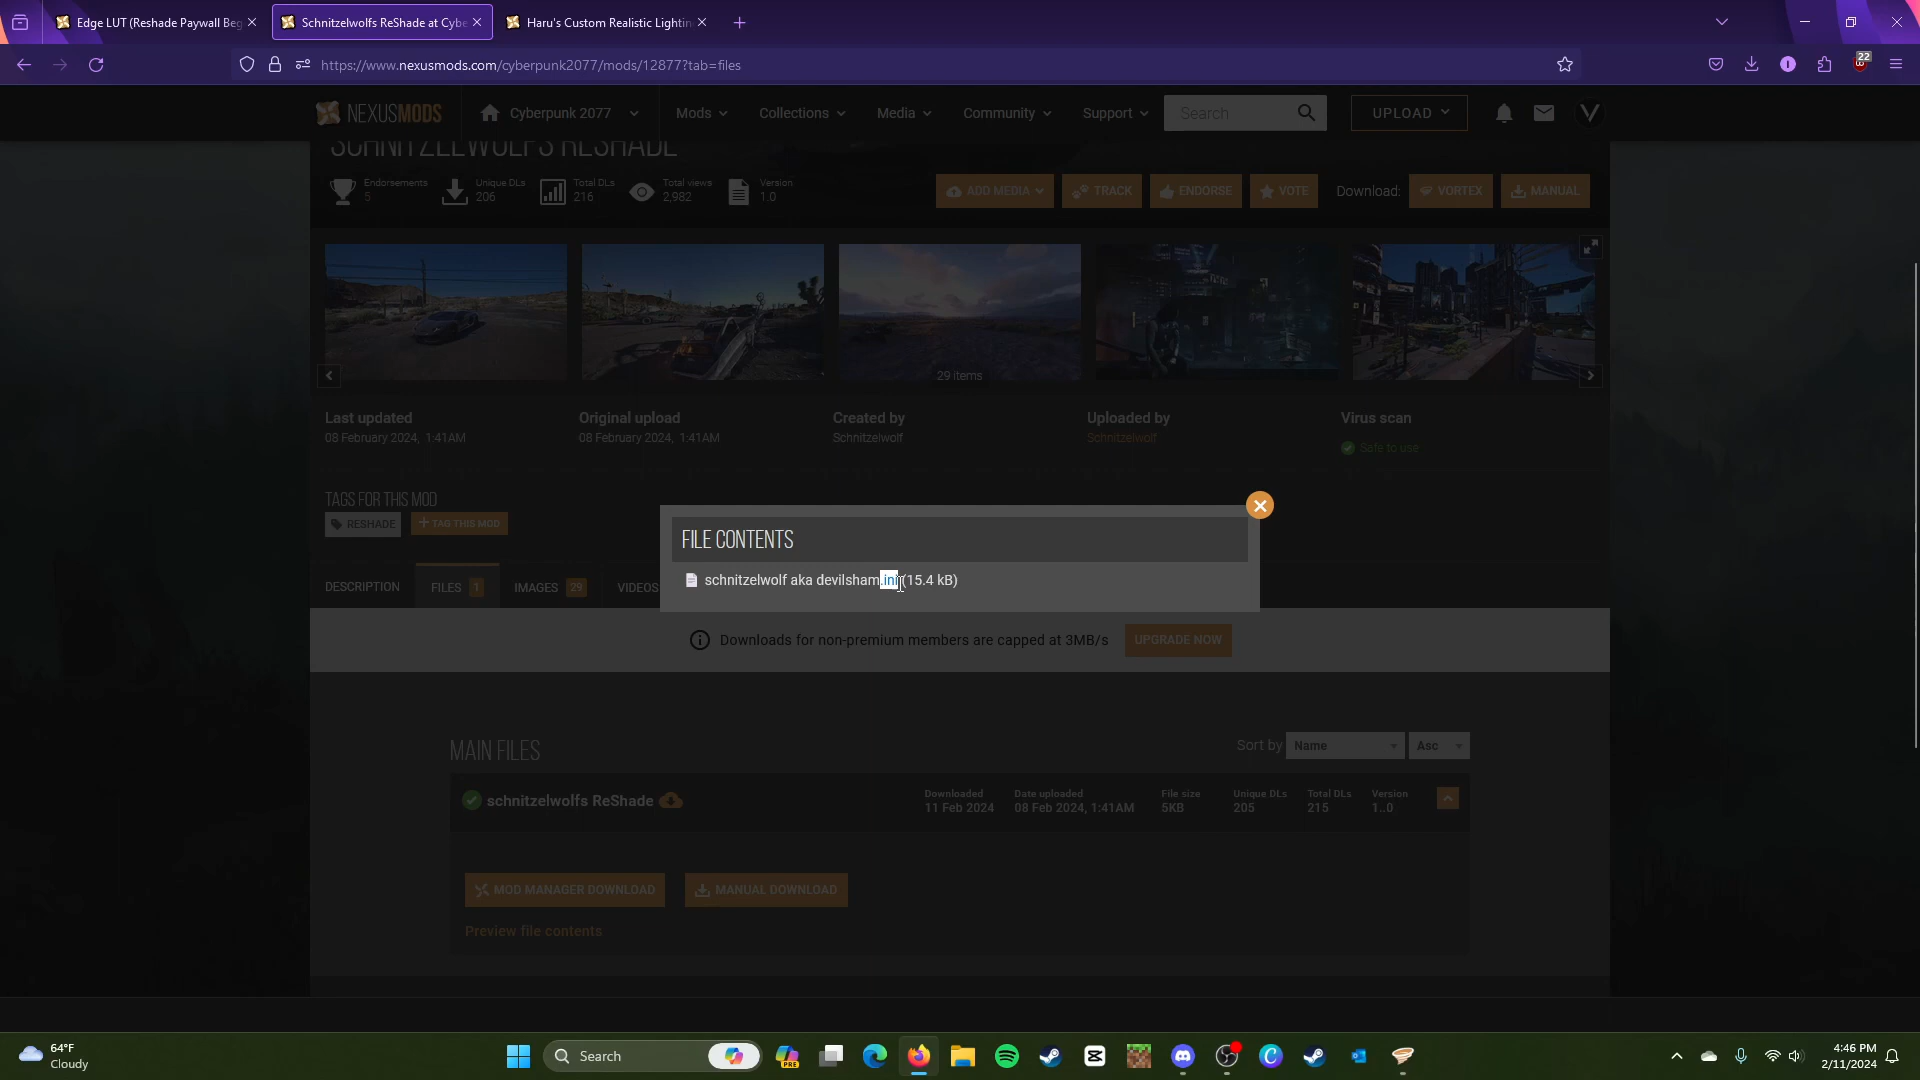 Edge LUT (Reshade Paywall Beg
Schnitzelwolfs ReShade at Cybe
Haru's Custom Realistic Lightin
https://www.nexusmods.com/cyberpunk2077/mods/12877?tab=files
22
NEXUSMODS
Cyberpunk 2077
Mods
Collections
Media
Community
Support
Search
UPLOAD
SCHNITZELWOLFS RESHADE
Endorsements
5
Unique DLs
206
Total DLs
216
Total views
2,982
Version
1.0
ADD MEDIA
TRACK
ENDORSE
VOTE
Download:
VORTEX
MANUAL
29 items
Last updated
08 February 2024, 1:41AM
Original upload
08 February 2024, 1:41AM
Created by
Schnitzelwolf
Uploaded by
Schnitzelwolf
Virus scan
Safe to use
TAGS FOR THIS MOD
RESHADE
TAG THIS MOD
FILE CONTENTS
schnitzelwolf aka devilsham.ini (15.4 kB)
DESCRIPTION
FILES 1
IMAGES 29
VIDEOS
Downloads for non-premium members are capped at 3MB/s
UPGRADE NOW
MAIN FILES
Sort by
Name
Asc
schnitzelwolfs ReShade
Downloaded
11 Feb 2024
Date uploaded
08 Feb 2024, 1:41AM
File size
5KB
Unique DLs
205
Total DLs
215
Version
1..0
MOD MANAGER DOWNLOAD
MANUAL DOWNLOAD
Preview file contents
64°F
Cloudy
Search
PRE
4:46 PM
2/11/2024